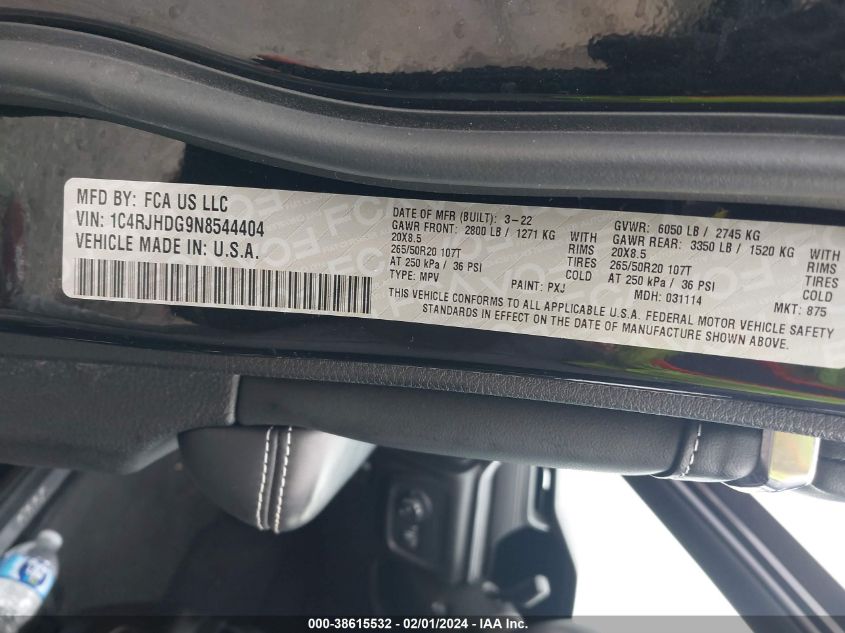 MFD BY: FCA US LLC
VIN: 1C4RJHDG9N8544404
VEHICLE MADE IN: U.S.A.
DATE OF MFR (BUILT): 3-22
GAWR FRONT: 2800 LB / 1271 KG WITH
20X8.5 RIMS
265/50R20 107T TIRES
AT 250 kPa / 36 PSI COLD
TYPE: MPV PAINT: PXJ
GVWR: 6050 LB / 2745 KG
GAWR REAR: 3350 LB / 1520 KG WITH
20X8.5 RIMS
265/50R20 107T TIRES
AT 250 kPa / 36 PSI COLD
MDH: 031114 MKT: 875
THIS VEHICLE CONFORMS TO ALL APPLICABLE U.S.A. FEDERAL MOTOR VEHICLE SAFETY
STANDARDS IN EFFECT ON THE DATE OF MANUFACTURE SHOWN ABOVE.
000-38615532 - 02/01/2024 - IAA Inc.